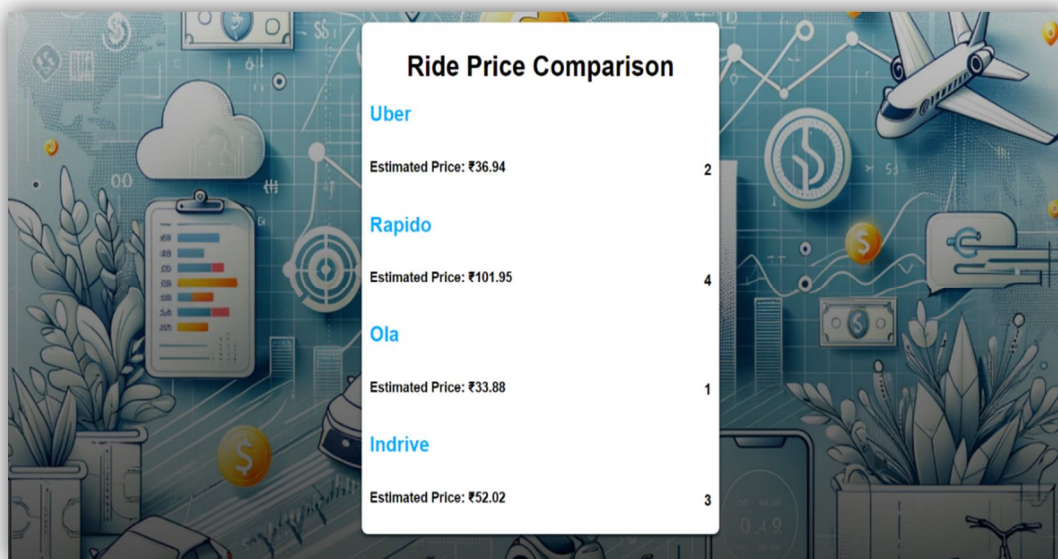 Ride Price Comparison
Uber
Estimated Price: ₹36.94 2
Rapido
Estimated Price: ₹101.95 4
Ola
Estimated Price: ₹33.88 1
Indrive
Estimated Price: ₹52.02 3